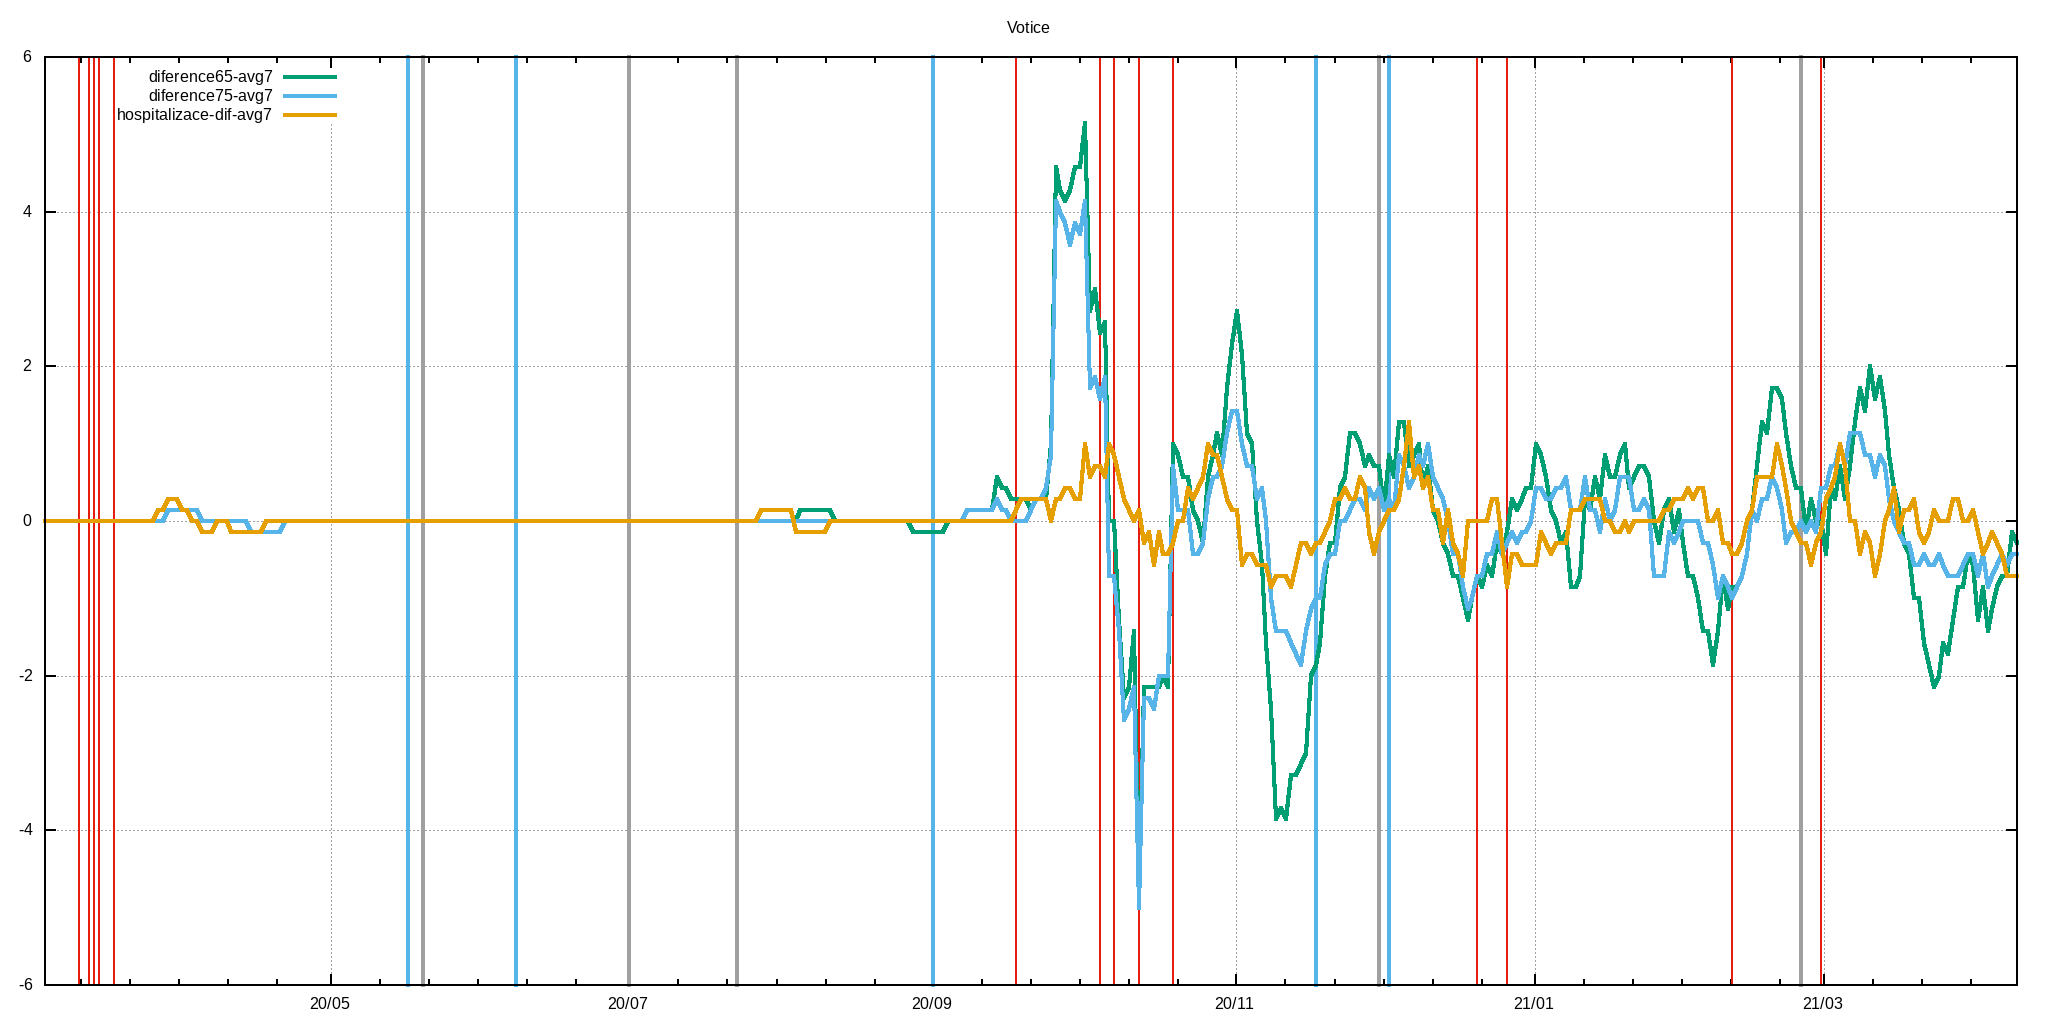 Votice
6
diference65-avg7
diference75-avg7
hospitalizace-dif-avg7
4
2
0
-2
-4
-6
20/05 20/07 20/09 20/11 21/01 21/03